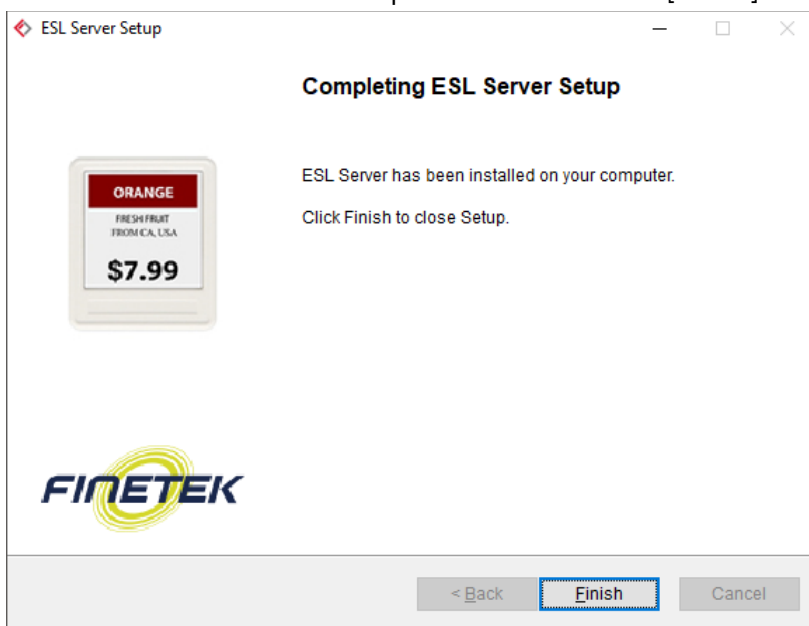 ESL Server Setup
Completing ESL Server Setup
ORANGE
FRESH FRUIT
FROM CA, USA
$7.99
ESL Server has been installed on your computer.
Click Finish to close Setup.
FINETEK
< Back
Finish
Cancel